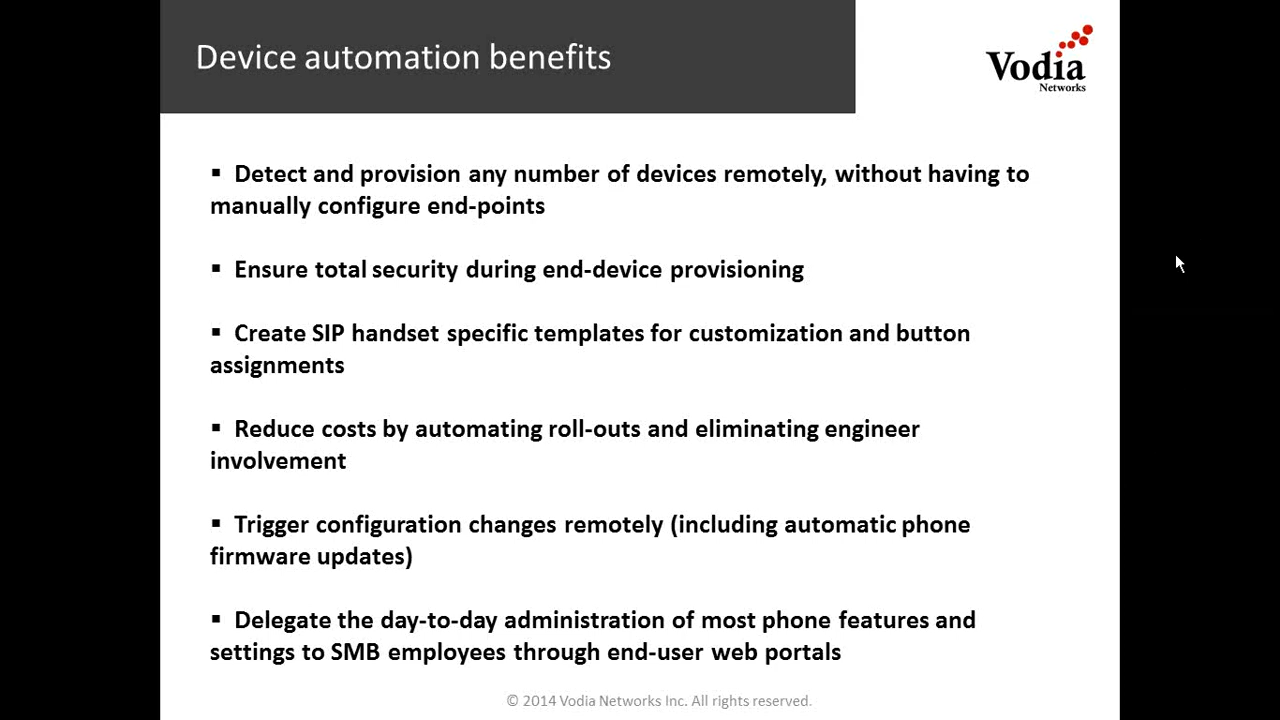 Device automation benefits
Vodia
Networks
▪ Detect and provision any number of devices remotely, without having to
manually configure end-points
▪ Ensure total security during end-device provisioning
▪ Create SIP handset specific templates for customization and button
assignments
▪ Reduce costs by automating roll-outs and eliminating engineer
involvement
▪ Trigger configuration changes remotely (including automatic phone
firmware updates)
▪ Delegate the day-to-day administration of most phone features and
settings to SMB employees through end-user web portals
© 2014 Vodia Networks Inc. All rights reserved.